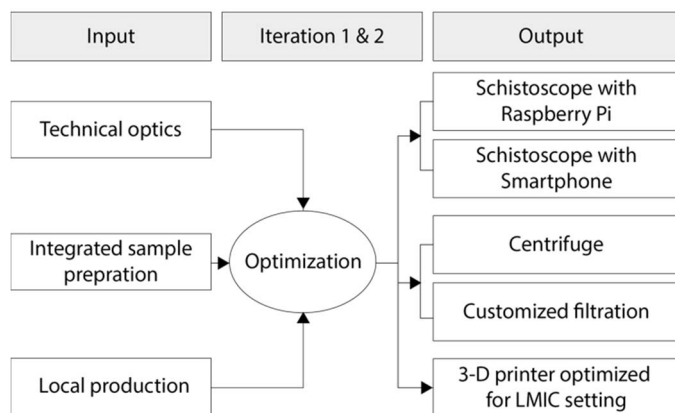 Input
Iteration 1 & 2
Output
Technical optics
Integrated sample
prepration
Local production
Optimization
Schistoscope with
Raspberry Pi
Schistoscope with
Smartphone
Centrifuge
Customized filtration
3-D printer optimized
for LMIC setting